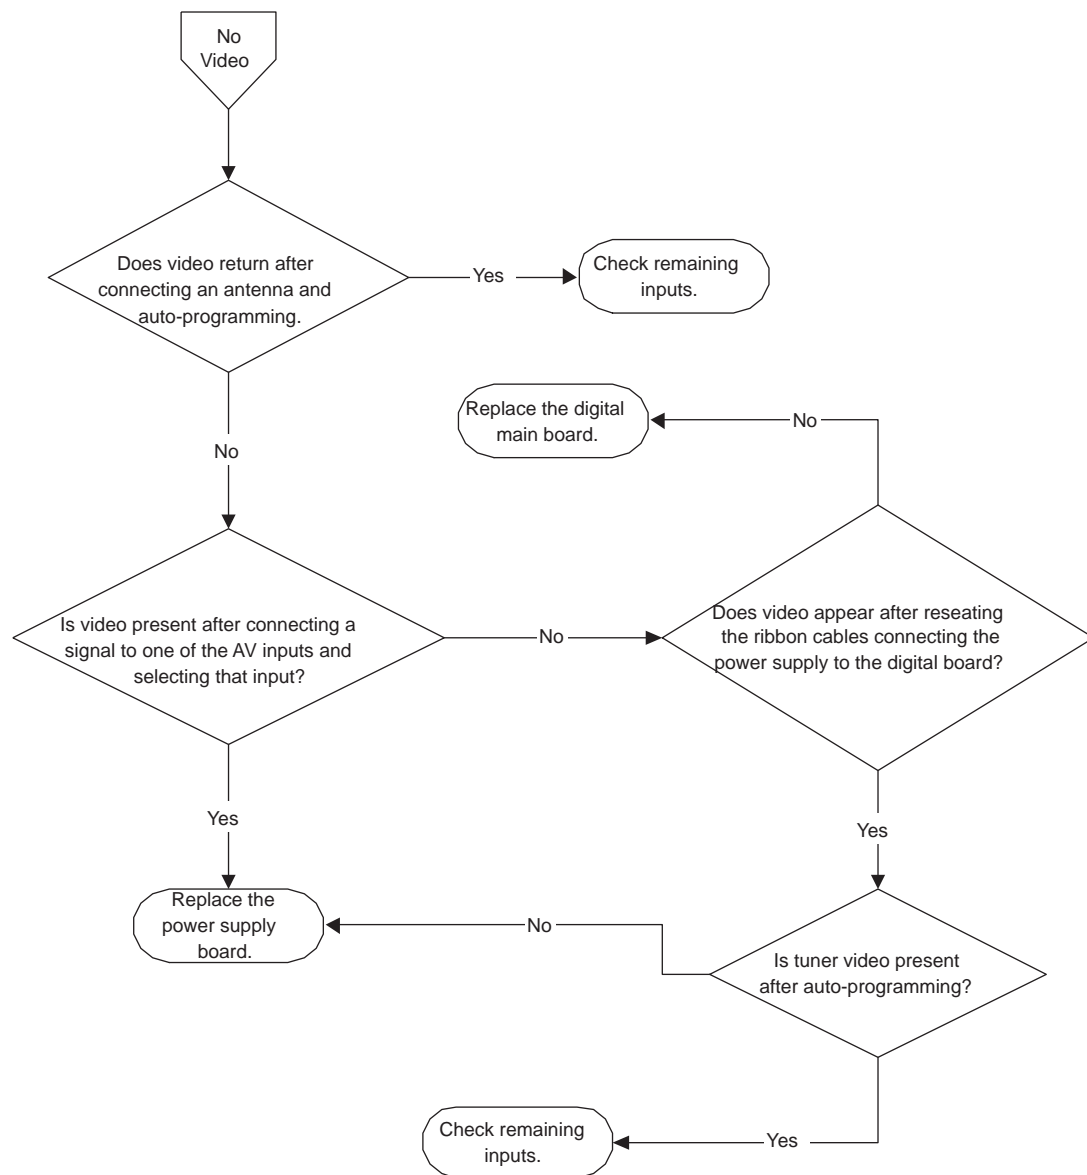 No
Video
Does video return after
connecting an antenna and
auto-programming.
Yes
Check remaining
inputs.
Replace the digital
main board.
No
No
Is video present after connecting a
signal to one of the AV inputs and
selecting that input?
No
Does video appear after reseating
the ribbon cables connecting the
power supply to the digital board?
Yes
Yes
Replace the
power supply
board.
No
Is tuner video present
after auto-programming?
Check remaining
inputs.
Yes